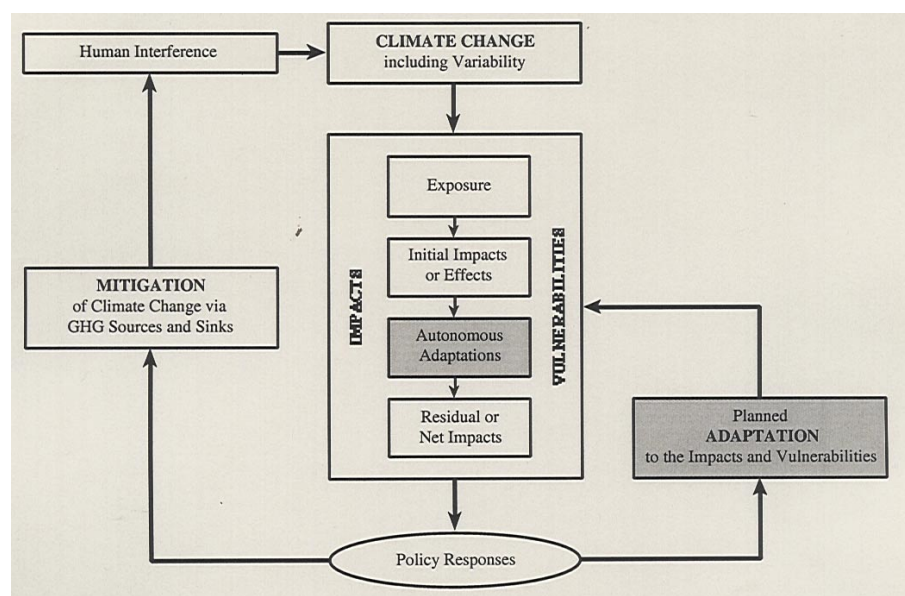 Human Interference
CLIMATE CHANGE
including Variability
Exposure
Initial Impacts
or Effects
IMPACTS
VULNERABILITIES
MITIGATION
of Climate Change via
GHG Sources and Sinks
Autonomous
Adaptations
Residual or
Net Impacts
Planned
ADAPTATION
to the Impacts and Vulnerabilities
Policy Responses